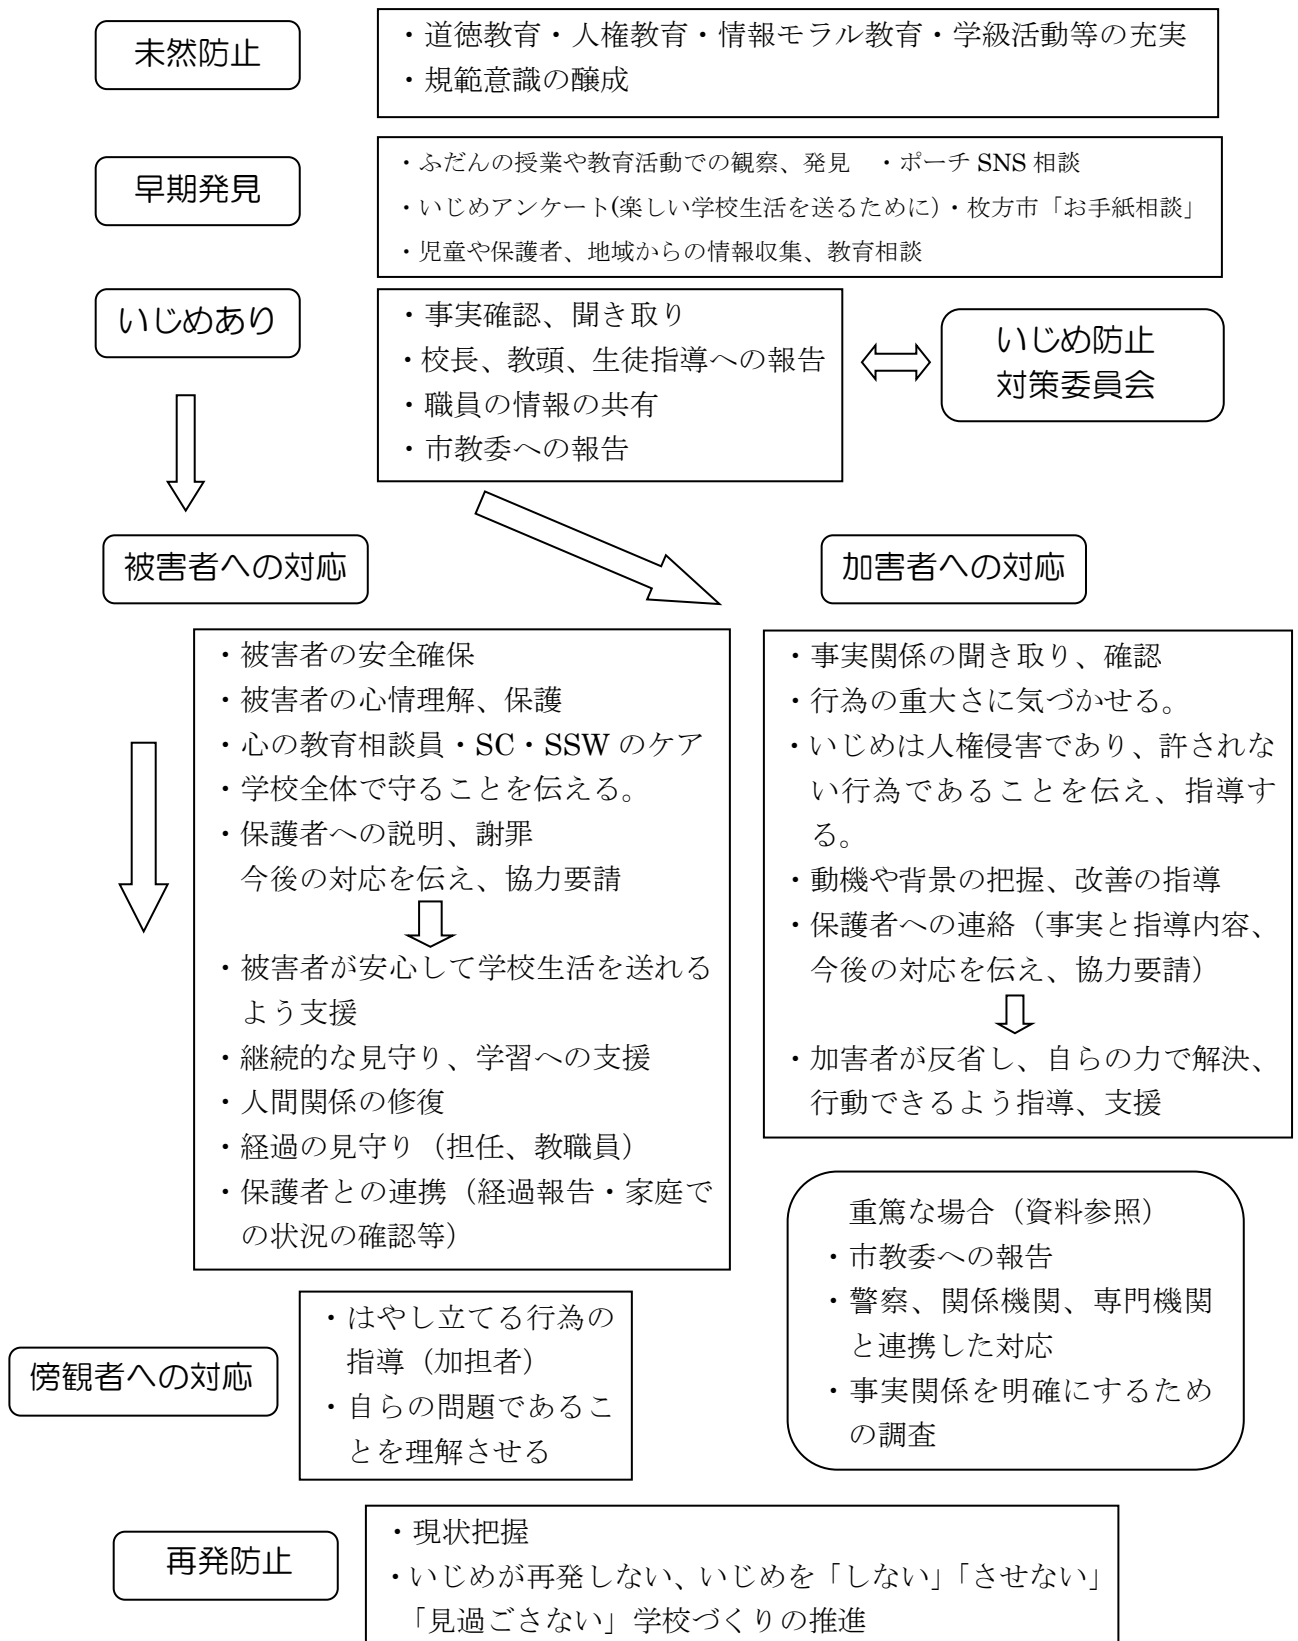 未然防止
・道徳教育・人権教育・情報モラル教育・学級活動等の充実
・規範意識の醸成
早期発見
・ふだんの授業や教育活動での観察、発見　・ポーチ SNS 相談
・いじめアンケート(楽しい学校生活を送るために）・枚方市「お手紙相談」
・児童や保護者、地域からの情報収集、教育相談
いじめあり
・事実確認、聞き取り
・校長、教頭、生徒指導への報告
・職員の情報の共有
・市教委への報告
いじめ防止
対策委員会
被害者への対応
・被害者の安全確保
・被害者の心情理解、保護
・心の教育相談員・SC・SSW のケア
・学校全体で守ることを伝える。
・保護者への説明、謝罪
今後の対応を伝え、協力要請
・被害者が安心して学校生活を送れる
よう支援
・継続的な見守り、学習への支援
・人間関係の修復
・経過の見守り（担任、教職員）
・保護者との連携（経過報告・家庭で
の状況の確認等）
加害者への対応
・事実関係の聞き取り、確認
・行為の重大さに気づかせる。
・いじめは人権侵害であり、許されな
い行為であることを伝え、指導す
る。
・動機や背景の把握、改善の指導
・保護者への連絡（事実と指導内容、
今後の対応を伝え、協力要請）
・加害者が反省し、自らの力で解決、
行動できるよう指導、支援
重篤な場合（資料参照）
・市教委への報告
・警察、関係機関、専門機関
と連携した対応
・事実関係を明確にするため
の調査
傍観者への対応
・はやし立てる行為の
指導（加担者）
・自らの問題であるこ
とを理解させる
再発防止
・現状把握
・いじめが再発しない、いじめを「しない」「させない」
「見過ごさない」学校づくりの推進